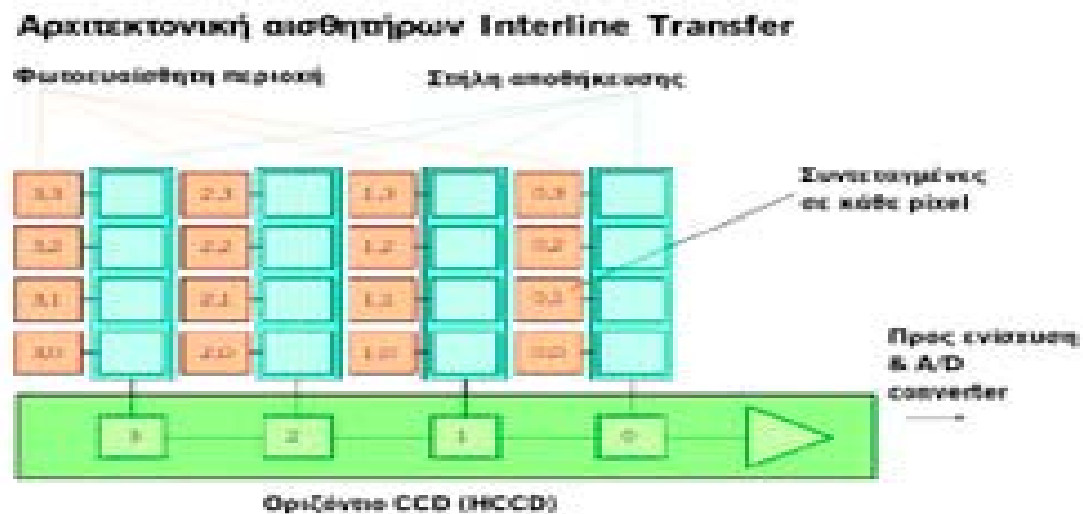 Αρχιτεκτονική αισθητήρων Interline Transfer
Φωτοευαίσθητη περιοχή
Στήλη αποθήκευσης
3,3 2,3 1,3 0,3
Συντεταγμένες
σε κάθε pixel
3,2 2,2 1,2 0,2
3,1 2,1 1,1 0,1
3,0 2,0 1,0 0,0
Προς ενίσχυση
& A/D
converter
3 2 1 0
Οριζόντιο CCD (HCCD)